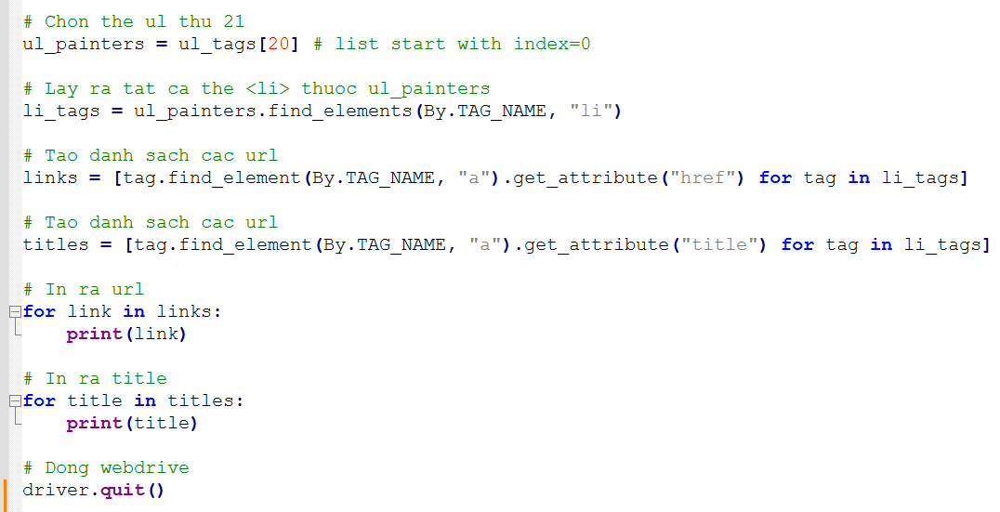 # Chon the ul thu 21
ul_painters = ul_tags[20] # list start with index=0
# Lay ra tat ca the <li> thuoc ul_painters
li_tags = ul_painters.find_elements(By.TAG_NAME, "li")
# Tao danh sach cac url
links = [tag.find_element(By.TAG_NAME, "a").get_attribute("href") for tag in li_tags]
# Tao danh sach cac url
titles = [tag.find_element(By.TAG_NAME, "a").get_attribute("title") for tag in li_tags]
# In ra url
for link in links:
    print(link)
# In ra title
for title in titles:
    print(title)
# Dong webdrive
driver.quit()